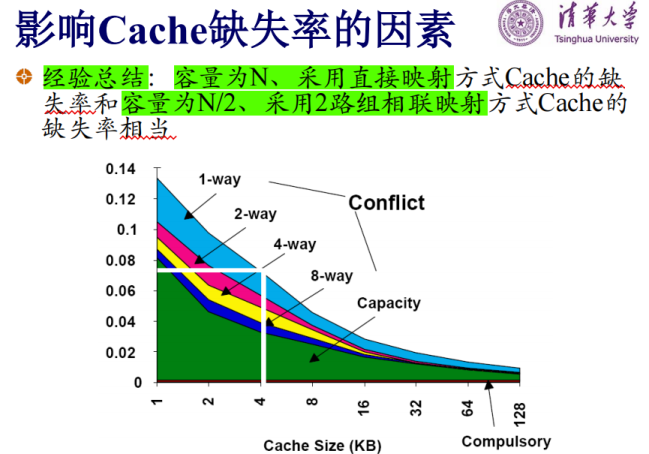 影响Cache缺失率的因素
清华大学
Tsinghua University
经验总结：容量为N、采用直接映射方式Cache的缺
失率和容量为N/2、采用2路组相联映射方式Cache的
缺失率相当
0.14
0.12
0.1
0.08
0.06
0.04
0.02
0
1-way
2-way
4-way
8-way
Conflict
Capacity
1
2
4
8
16
32
64
128
Cache Size (KB)
Compulsory